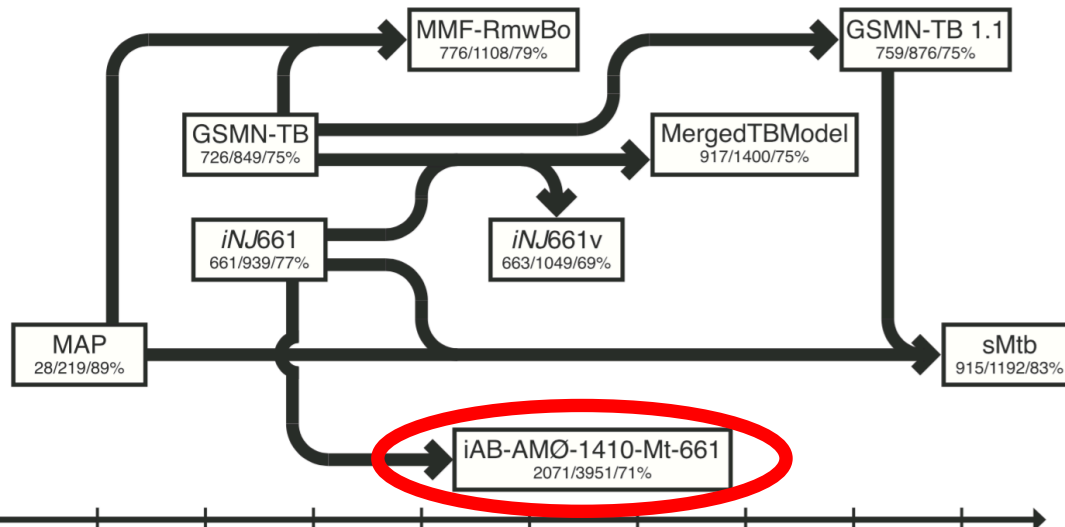 MMF-RmwBo
776/1108/79%
GSMN-TB 1.1
759/876/75%
GSMN-TB
726/849/75%
MergedTBModel
917/1400/75%
iNJ661
661/939/77%
iNJ661v
663/1049/69%
MAP
28/219/89%
sMtb
915/1192/83%
iAB-AMØ-1410-Mt-661
2071/3951/71%